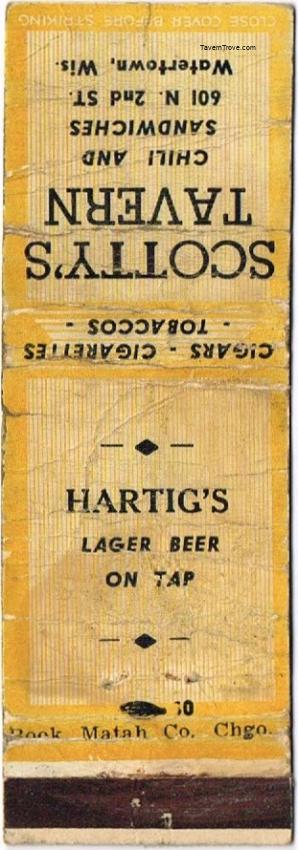 CLOSE COVER BEFORE STRIKING
TavernTrove.com
SCOTTY'S
TAVERN
CHILI AND
SANDWICHES
601 N. 2nd ST.
Watertown, Wis.
CIGARS - CIGARETTES
- TOBACCOS -
HARTIG'S
LAGER BEER
ON TAP
Book Matah Co. Chgo.